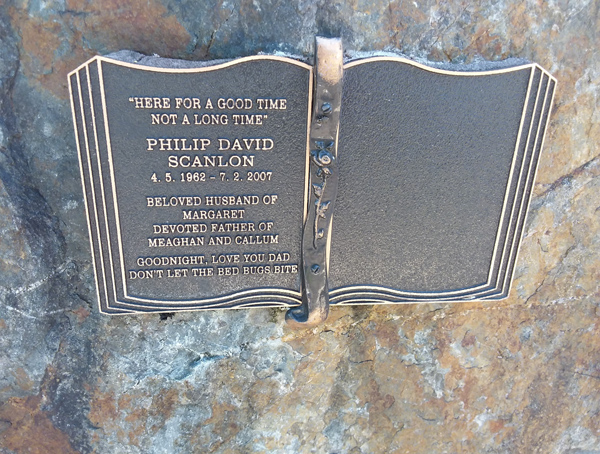 "HERE FOR A GOOD TIME
NOT A LONG TIME"
PHILIP DAVID
SCANLON
4. 5. 1962 - 7. 2. 2007
BELOVED HUSBAND OF
MARGARET
DEVOTED FATHER OF
MEAGHAN AND CALLUM
GOODNIGHT, LOVE YOU DAD
DON'T LET THE BED BUGS BITE